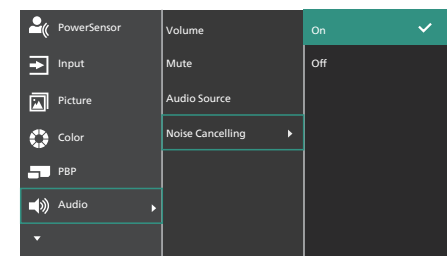 PowerSensor
Input
Picture
Color
PBP
Audio
Volume
Mute
Audio Source
Noise Cancelling
On
Off